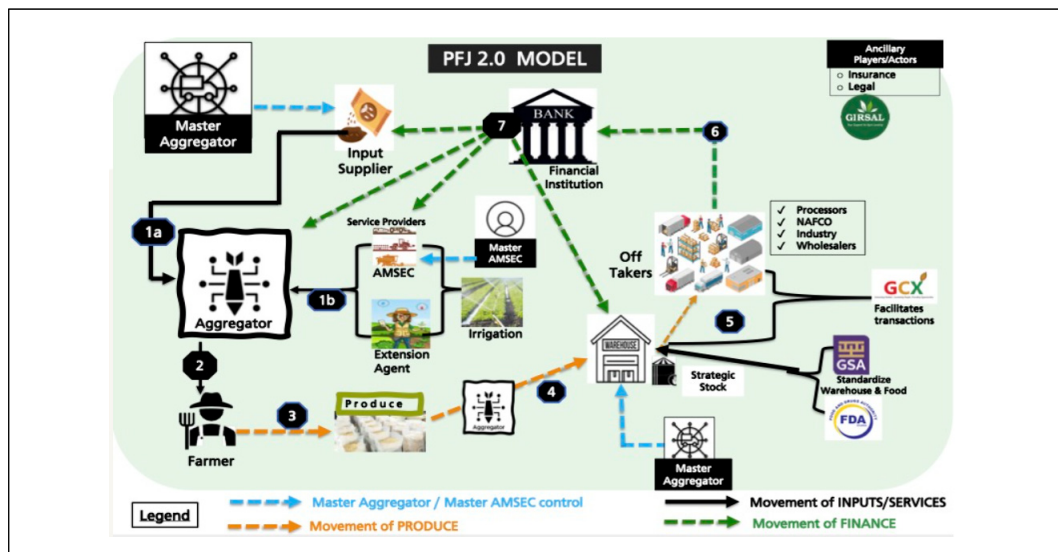 PFJ 2.0 MODEL
Ancillary
Players/Actors
Insurance
Legal
GIRSAL
Master
Aggregator
Input
Supplier
7
BANK
Financial
Institution
6
1a
Service Providers
AMSEC
Master
AMSEC
Off
Takers
✓ Processors
✓ NAFCO
✓ Industry
✓ Wholesalers
Aggregator
1b
Extension
Agent
Irrigation
WAREHOUSE
5
GCX
Facilitates
transactions
2
Strategic
Stock
GSA
Standardize
Warehouse & Food
Farmer
3
Produce
Aggregator
4
FDA
Master
Aggregator
Legend
Master Aggregator / Master AMSEC control
Movement of INPUTS/SERVICES
Movement of PRODUCE
Movement of FINANCE